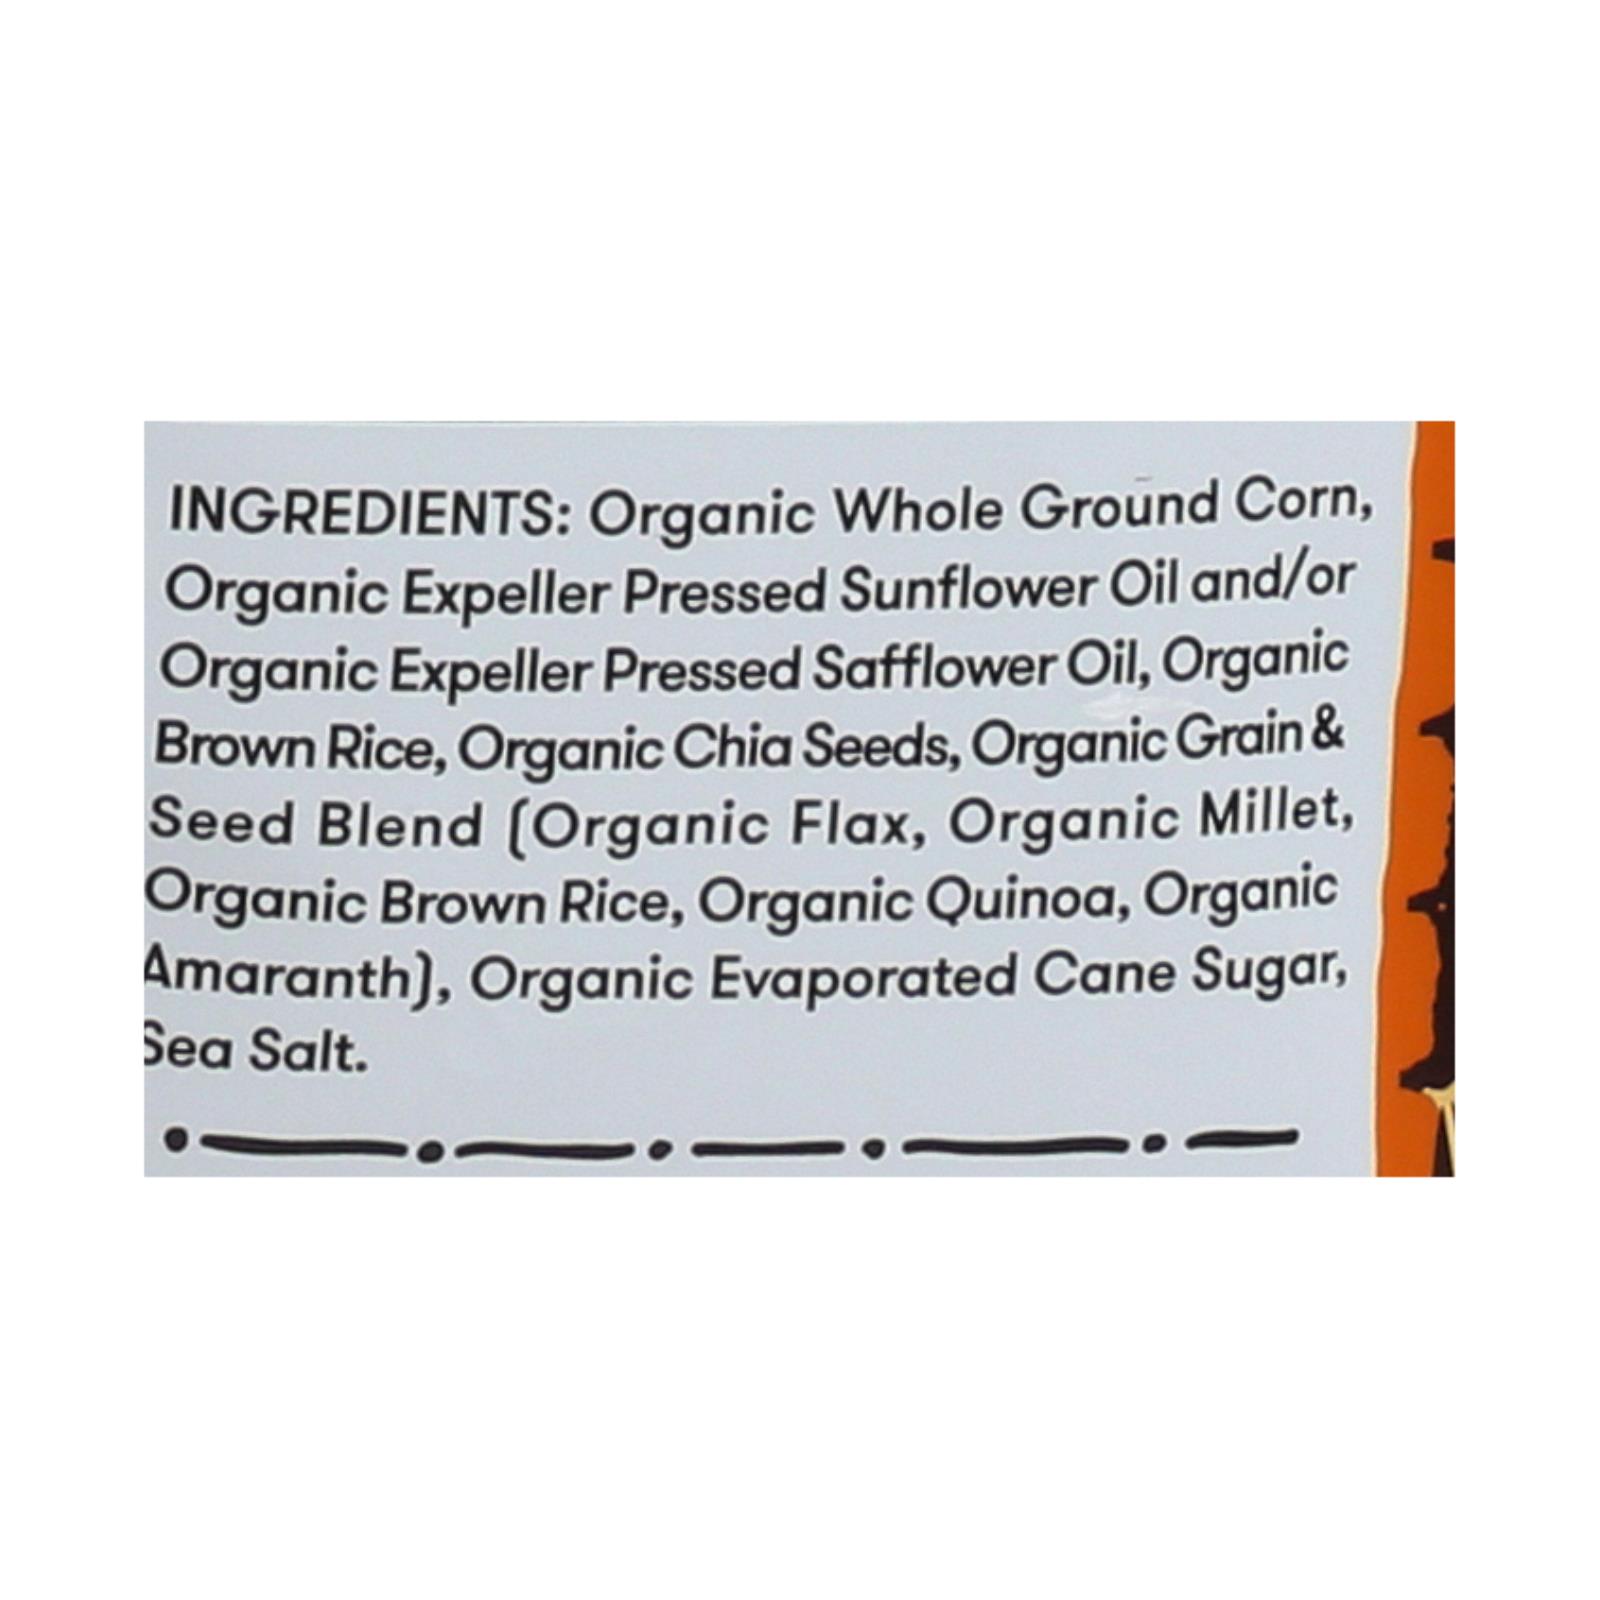 INGREDIENTS: Organic Whole Ground Corn,
Organic Expeller Pressed Sunflower Oil and/or
Organic Expeller Pressed Safflower Oil, Organic
Brown Rice, Organic Chia Seeds, Organic Grain &
Seed Blend (Organic Flax, Organic Millet,
Organic Brown Rice, Organic Quinoa, Organic
Amaranth), Organic Evaporated Cane Sugar,
Sea Salt.